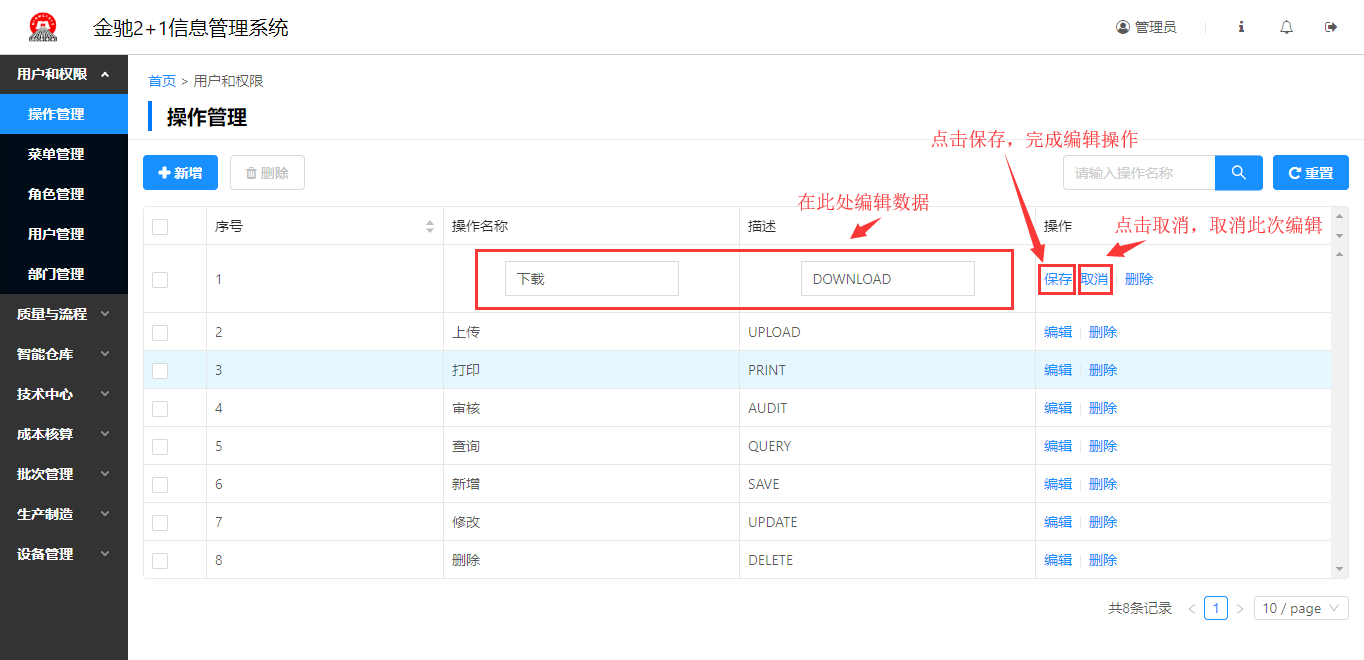 金驰2+1信息管理系统
管理员
用户和权限
操作管理
菜单管理
角色管理
用户管理
部门管理
质量与流程
智能仓库
技术中心
成本核算
批次管理
生产制造
设备管理
首页 > 用户和权限
操作管理
点击保存，完成编辑操作
新增 删除 请输入操作名称 重置
在此处编辑数据
点击取消，取消此次编辑
序号 操作名称 描述 操作
1 下载 DOWNLOAD 保存 取消 删除
2 上传 UPLOAD 编辑 删除
3 打印 PRINT 编辑 删除
4 审核 AUDIT 编辑 删除
5 查询 QUERY 编辑 删除
6 新增 SAVE 编辑 删除
7 修改 UPDATE 编辑 删除
8 删除 DELETE 编辑 删除
共8条记录 < 1 > 10 / page